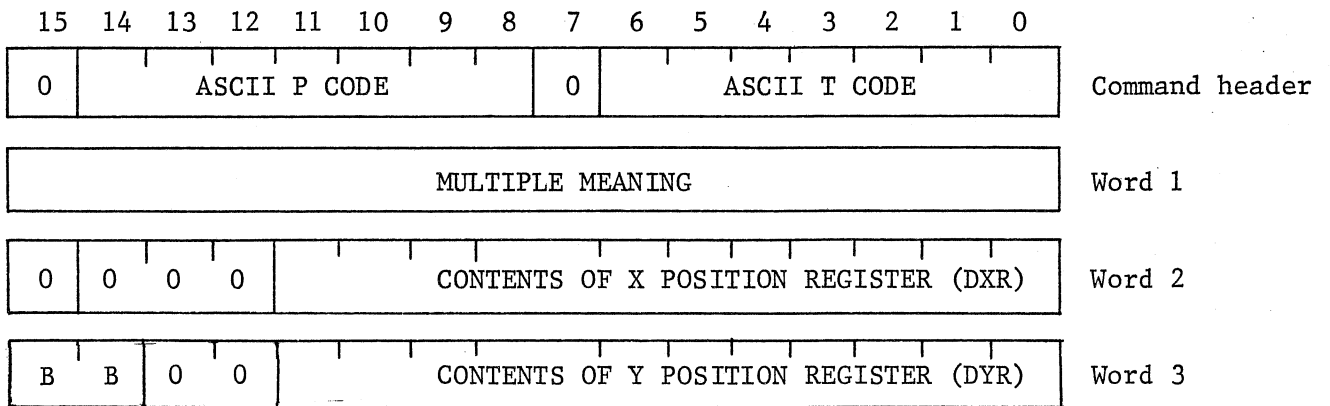 15 14 13 12 11 10 9 8 7 6 5 4 3 2 1 0
0 ASCII P CODE 0 ASCII T CODE Command header
MULTIPLE MEANING Word 1
0 0 0 0 CONTENTS OF X POSITION REGISTER (DXR) Word 2
B B 0 0 CONTENTS OF Y POSITION REGISTER (DYR) Word 3